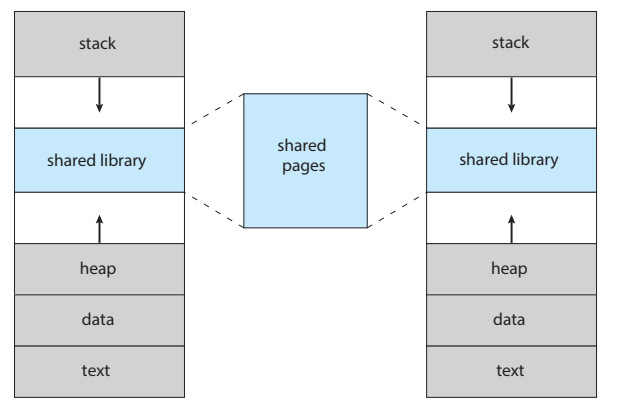 stack
shared library
heap
data
text
shared
pages
stack
shared library
heap
data
text